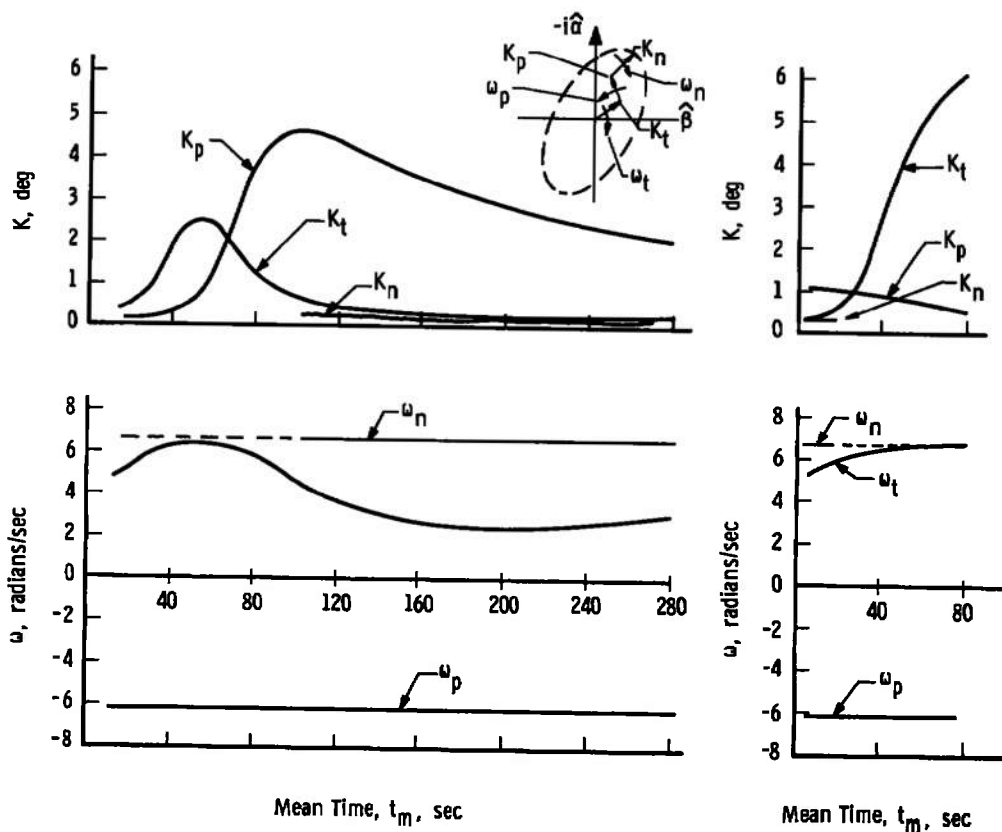 -iα̂
K_p
K_n
ω_p
ω_n
β̂
K_t
ω_t
6
5
4
3
2
1
0
K, deg
K_p
K_t
K_n
6
5
4
3
2
1
0
K, deg
K_t
K_p
K_n
8
6
4
2
0
-2
-4
-6
-8
ω, radians/sec
ω_n
40 80 120 160 200 240 280
ω_p
Mean Time, t_m, sec
8
6
4
2
0
-2
-4
-6
-8
ω, radians/sec
ω_n
ω_t
40 80
ω_p
Mean Time, t_m, sec